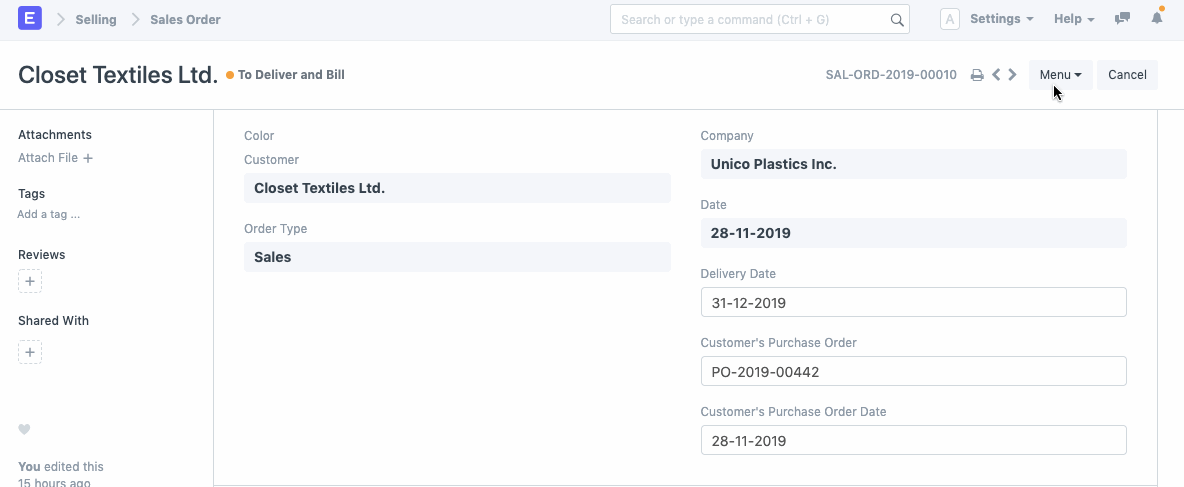 E Selling Sales Order Search or type a command (Ctrl + G) A Settings Help
Closet Textiles Ltd. To Deliver and Bill SAL-ORD-2019-00010 Menu Cancel
Attachments
Attach File +
Tags
Add a tag ...
Reviews
+
Shared With
+
You edited this
15 hours ago
Color
Customer
Closet Textiles Ltd.
Order Type
Sales
Company
Unico Plastics Inc.
Date
28-11-2019
Delivery Date
31-12-2019
Customer's Purchase Order
PO-2019-00442
Customer's Purchase Order Date
28-11-2019